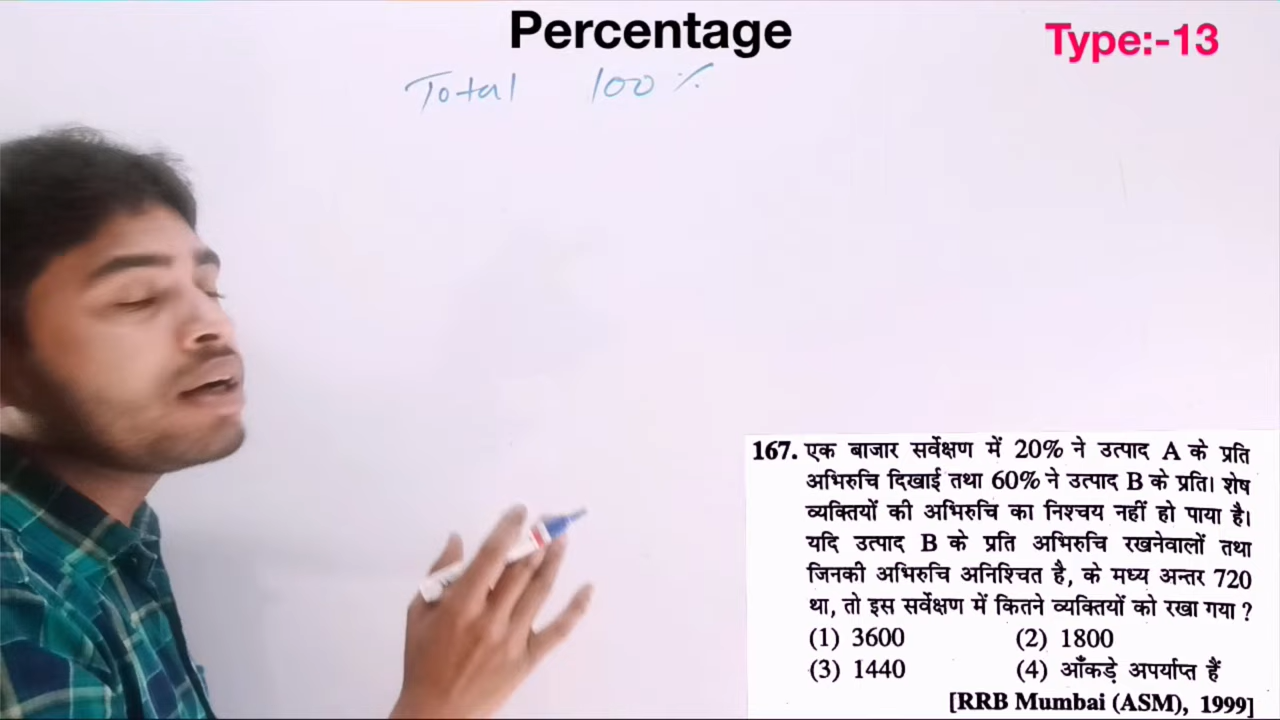 Percentage
Type:-13
Total 100%
167. एक बाजार सर्वेक्षण में 20% ने उत्पाद A के प्रति
अभिरुचि दिखाई तथा 60% ने उत्पाद B के प्रति। शेष
व्यक्तियों की अभिरुचि का निश्चय नहीं हो पाया है।
यदि उत्पाद B के प्रति अभिरुचि रखनेवालों तथा
जिनकी अभिरुचि अनिश्चित है, के मध्य अन्तर 720
था, तो इस सर्वेक्षण में कितने व्यक्तियों को रखा गया ?
(1) 3600 (2) 1800
(3) 1440 (4) आँकड़े अपर्याप्त हैं
[RRB Mumbai (ASM), 1999]